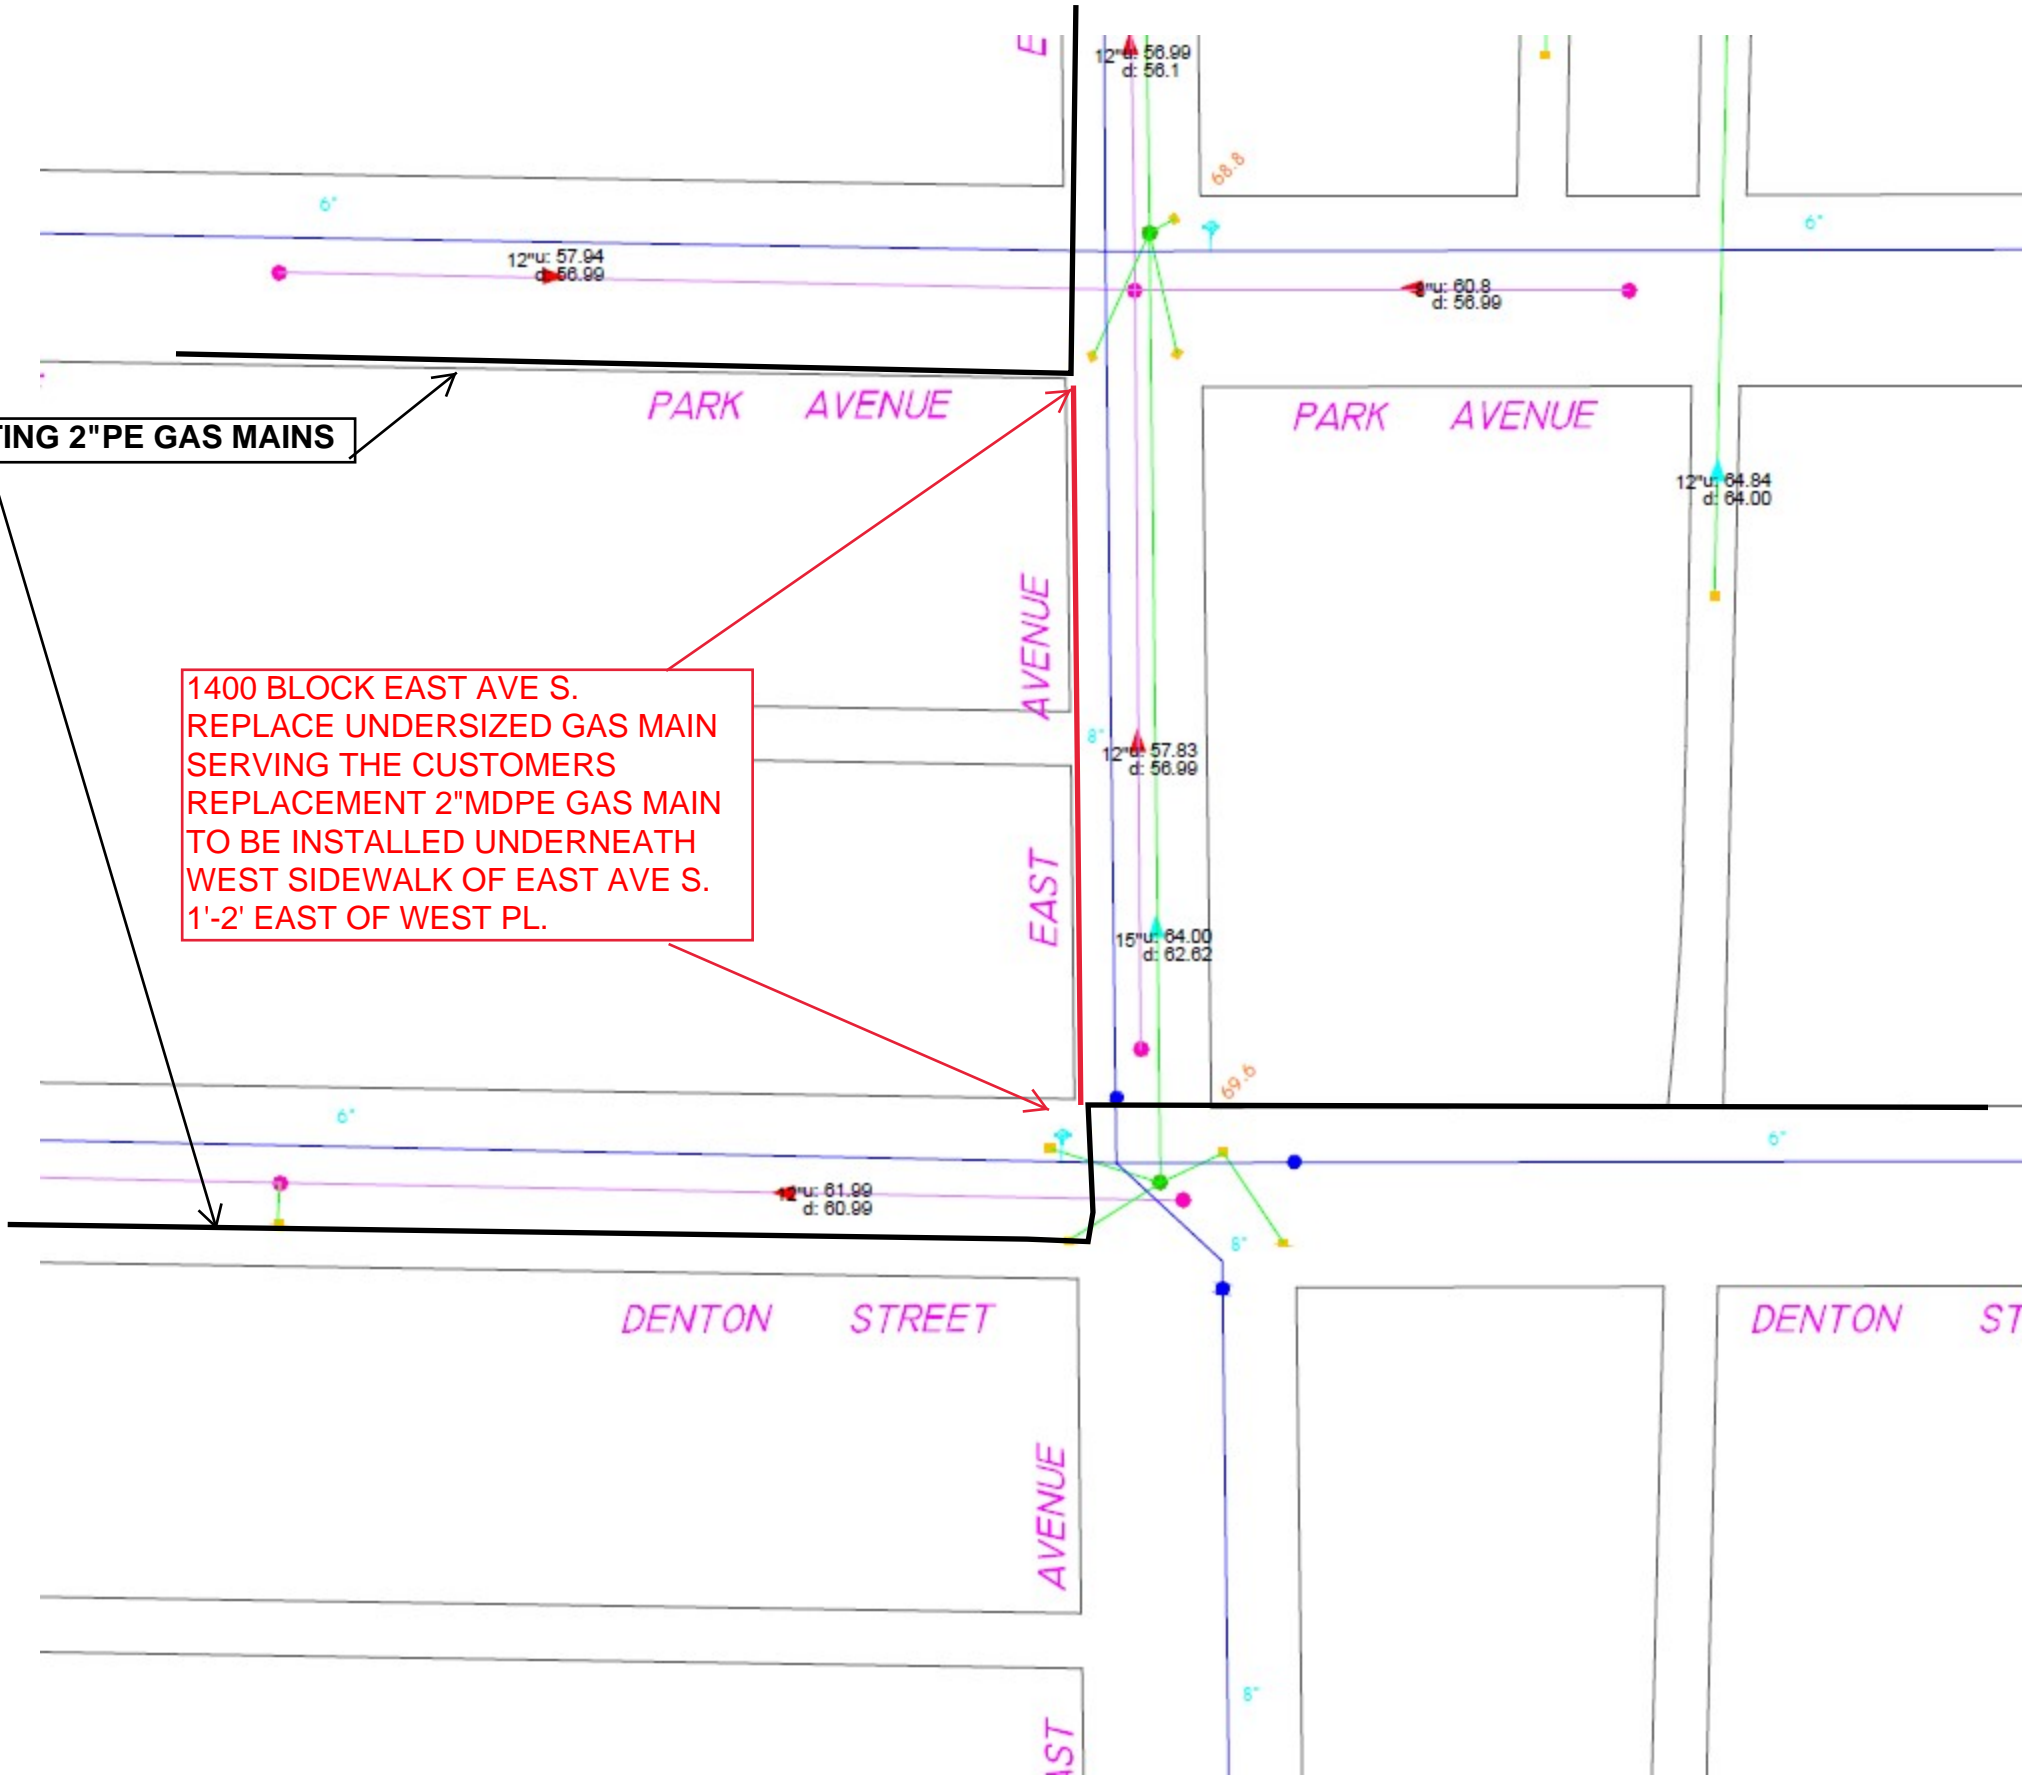 12"u: 56.99
d: 56.1
68.8
6"
6"
12"u: 57.94
d: 56.99
8"u: 60.8
d: 56.99
PARK AVENUE
PARK AVENUE
TING 2"PE GAS MAINS
12"u: 64.84
d: 64.00
AVENUE
EAST
1400 BLOCK EAST AVE S.
REPLACE UNDERSIZED GAS MAIN
SERVING THE CUSTOMERS
REPLACEMENT 2"MDPE GAS MAIN
TO BE INSTALLED UNDERNEATH
WEST SIDEWALK OF EAST AVE S.
1'-2' EAST OF WEST PL.
8"
12"u: 57.83
d: 56.99
15"u: 64.00
d: 62.62
69.6
6"
6"
12"u: 61.99
d: 60.99
8"
DENTON STREET
DENTON ST
AVENUE
AST
8"